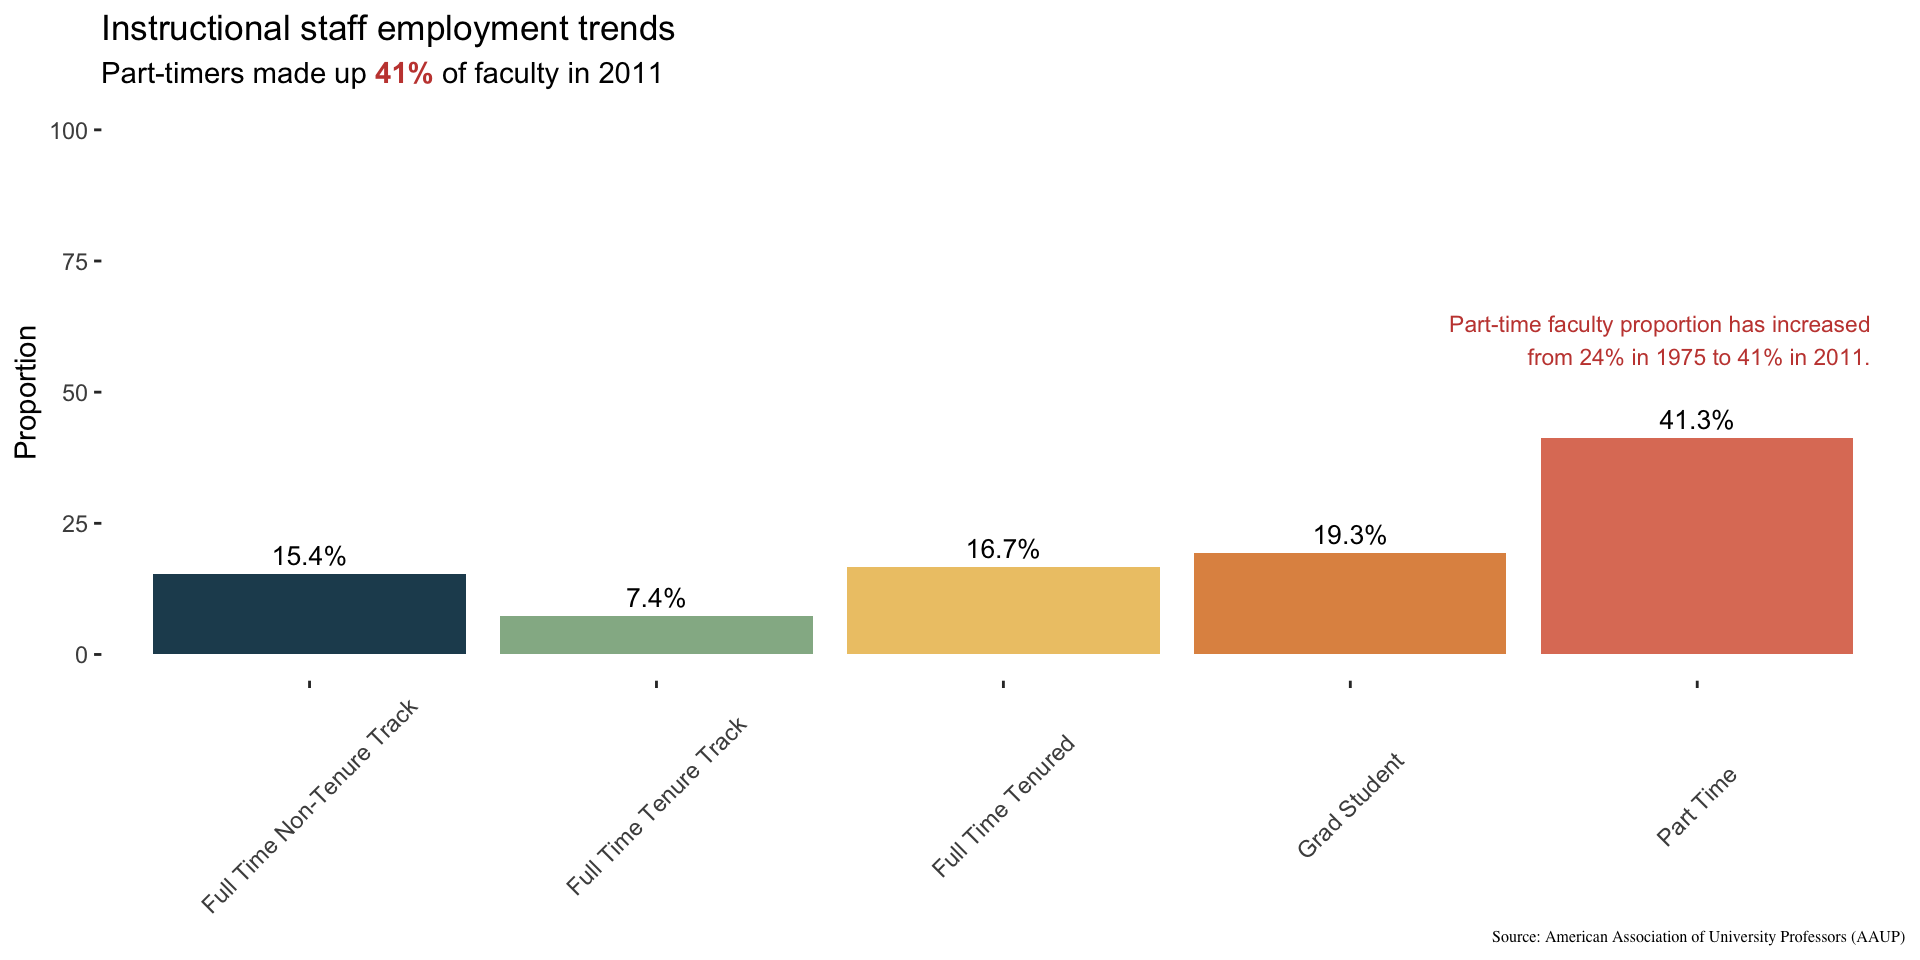 Instructional staff employment trends
Part-timers made up 41% of faculty in 2011
100
75
50
25
0
Proportion
Part-time faculty proportion has increased
from 24% in 1975 to 41% in 2011.
15.4%
7.4%
16.7%
19.3%
41.3%
Full Time Non-Tenure Track
Full Time Tenure Track
Full Time Tenured
Grad Student
Part Time
Source: American Association of University Professors (AAUP)